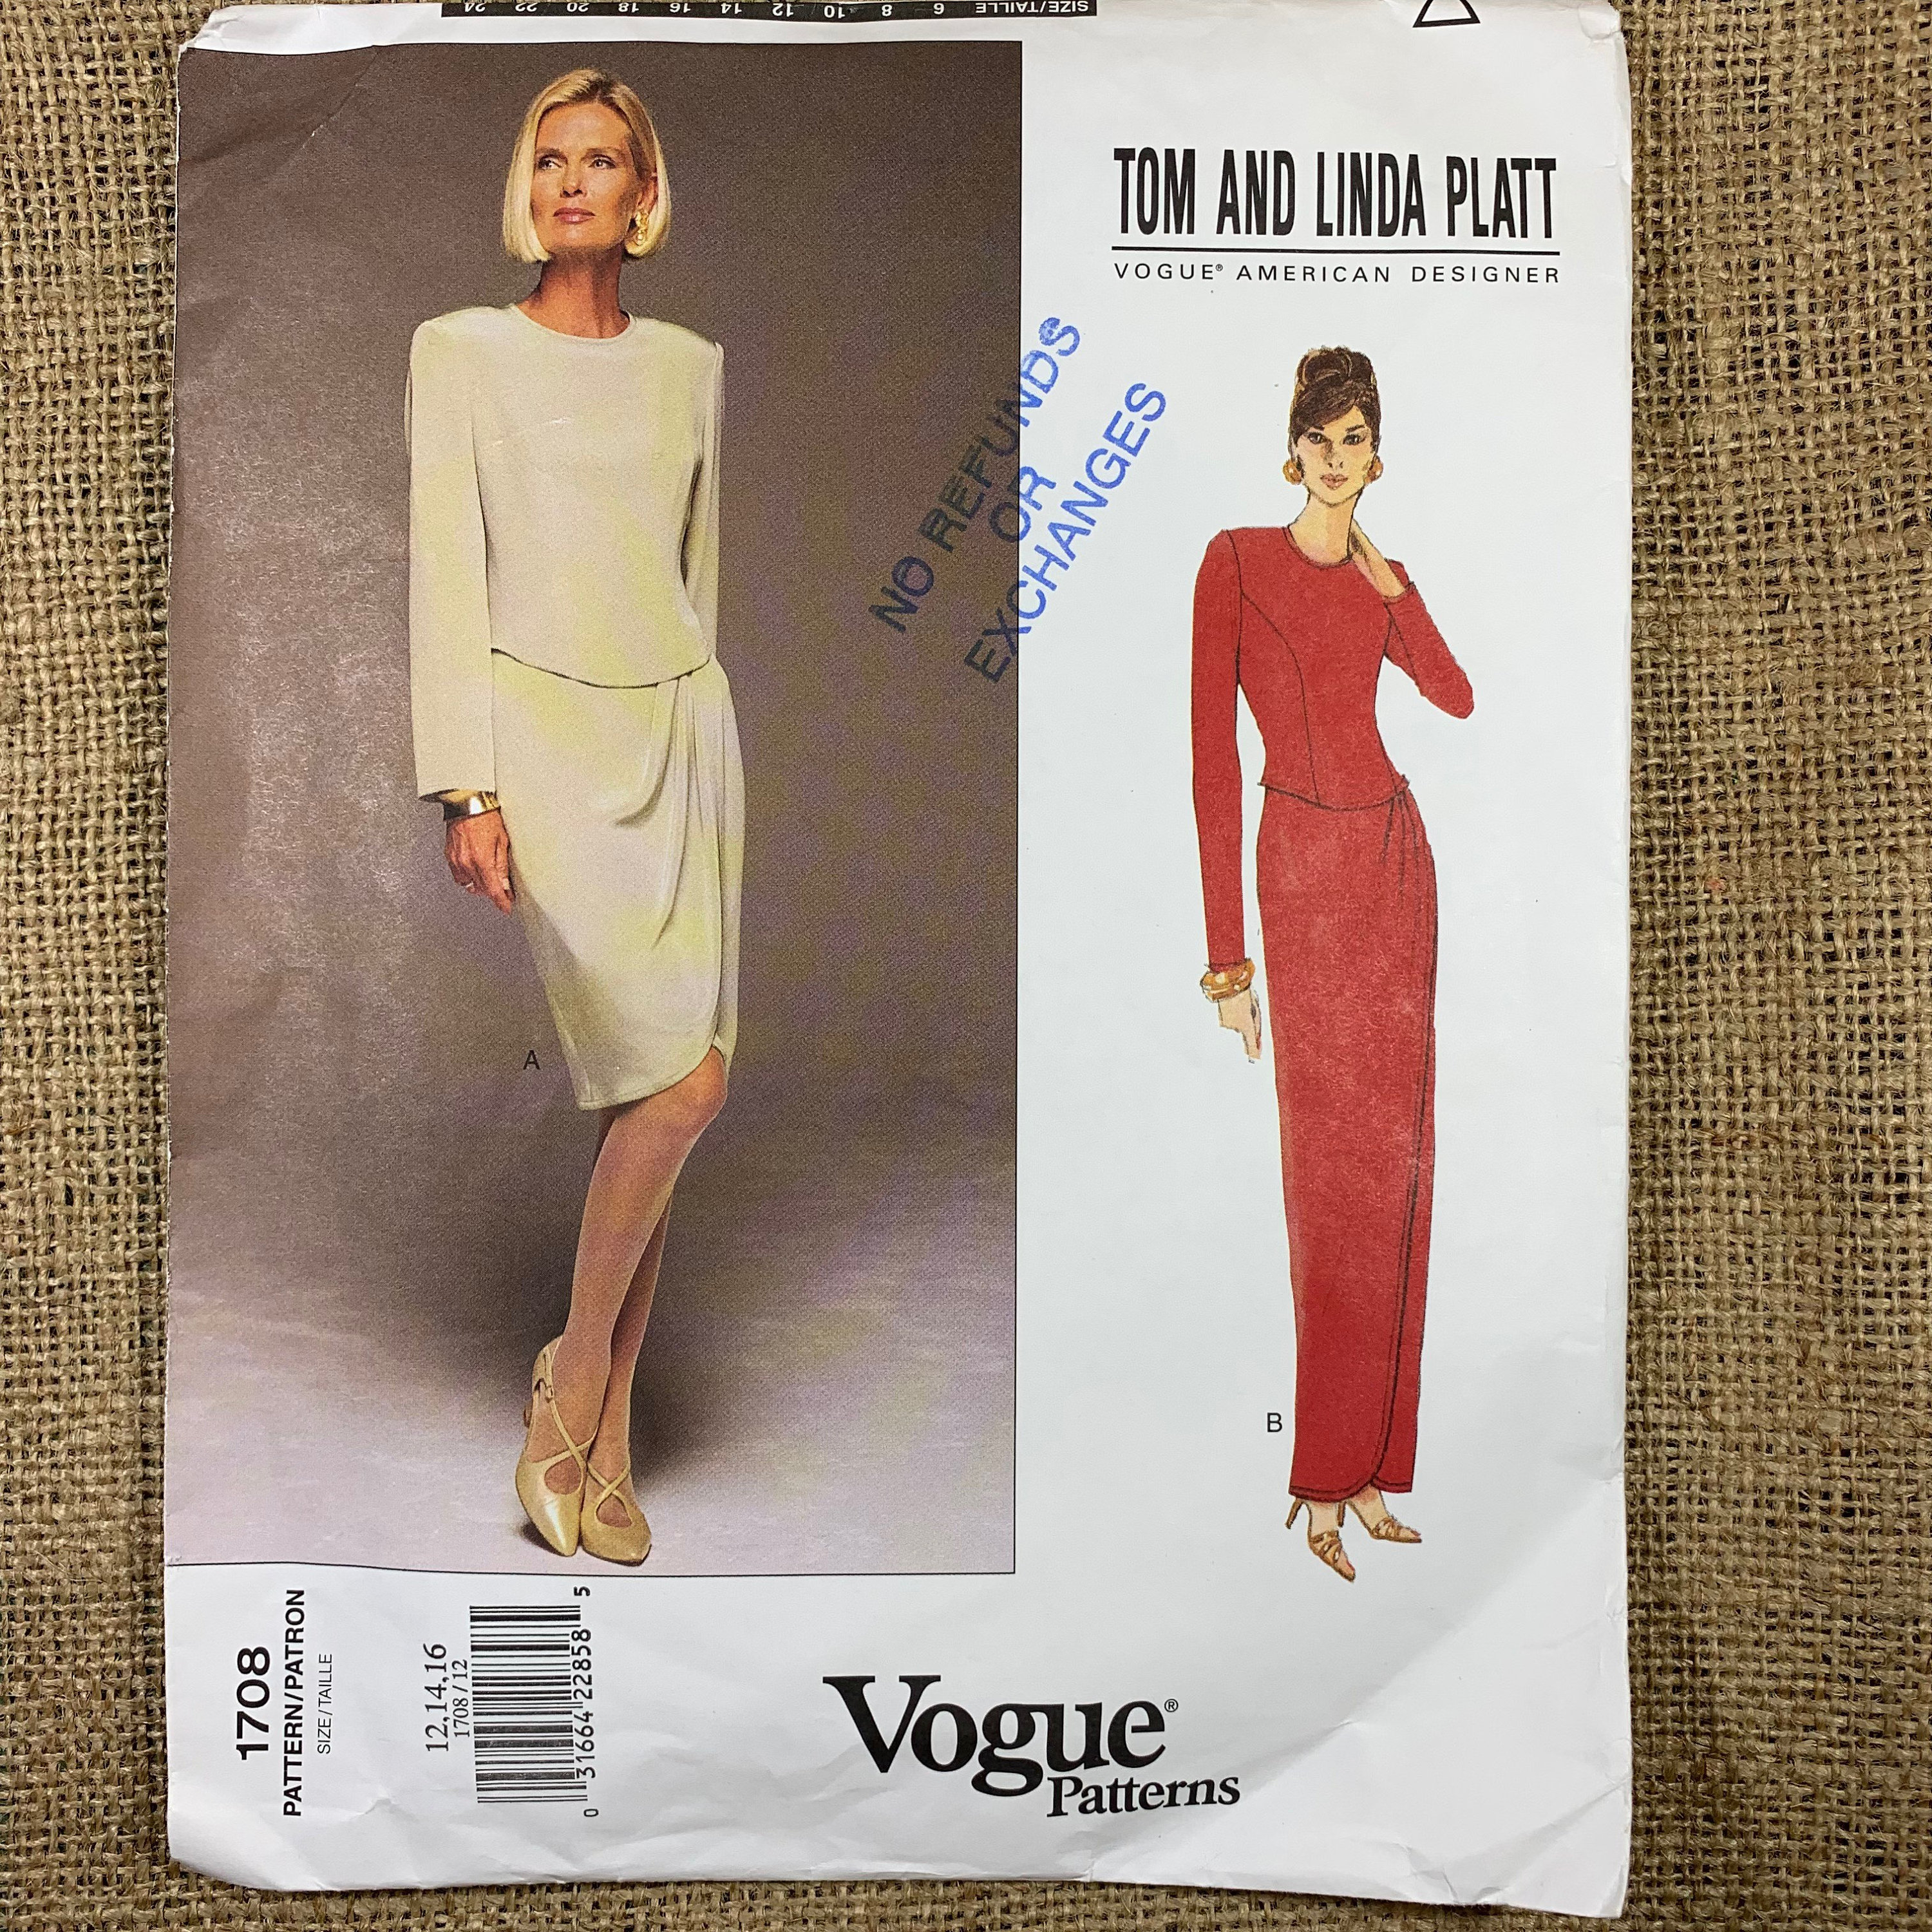 SIZE/TAILLE 6 8 10 12 14 16 18 20 22 24
TOM AND LINDA PLATT
VOGUE® AMERICAN DESIGNER
NO REFUNDS
OR
EXCHANGES
A
B
1708
PATTERN/PATRON
SIZE/TAILLE
12,14,16
1708 / 12
0 31664 22858 5
Vogue®
Patterns